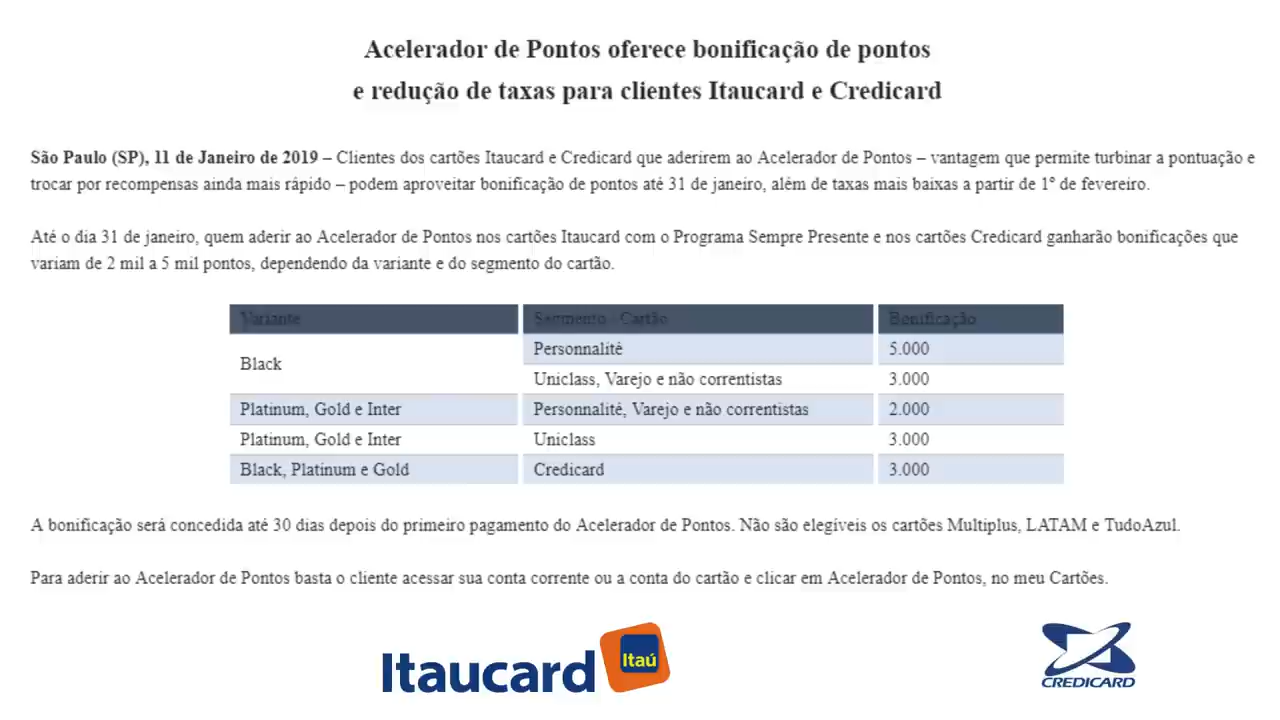 Acelerador de Pontos oferece bonificação de pontos
e redução de taxas para clientes Itaucard e Credicard
São Paulo (SP), 11 de Janeiro de 2019 – Clientes dos cartões Itaucard e Credicard que aderirem ao Acelerador de Pontos – vantagem que permite turbinar a pontuação e
trocar por recompensas ainda mais rápido – podem aproveitar bonificação de pontos até 31 de janeiro, além de taxas mais baixas a partir de 1º de fevereiro.
Até o dia 31 de janeiro, quem aderir ao Acelerador de Pontos nos cartões Itaucard com o Programa Sempre Presente e nos cartões Credicard ganharão bonificações que
variam de 2 mil a 5 mil pontos, dependendo da variante e do segmento do cartão.
Variante Segmento - Cartão Bonificação
Personnalité 5.000
Black
Uniclass, Varejo e não correntistas 3.000
Platinum, Gold e Inter Personnalité, Varejo e não correntistas 2.000
Platinum, Gold e Inter Uniclass 3.000
Black, Platinum e Gold Credicard 3.000
A bonificação será concedida até 30 dias depois do primeiro pagamento do Acelerador de Pontos. Não são elegíveis os cartões Multiplus, LATAM e TudoAzul.
Para aderir ao Acelerador de Pontos basta o cliente acessar sua conta corrente ou a conta do cartão e clicar em Acelerador de Pontos, no meu Cartões.
Itaucard Itaú
CREDICARD